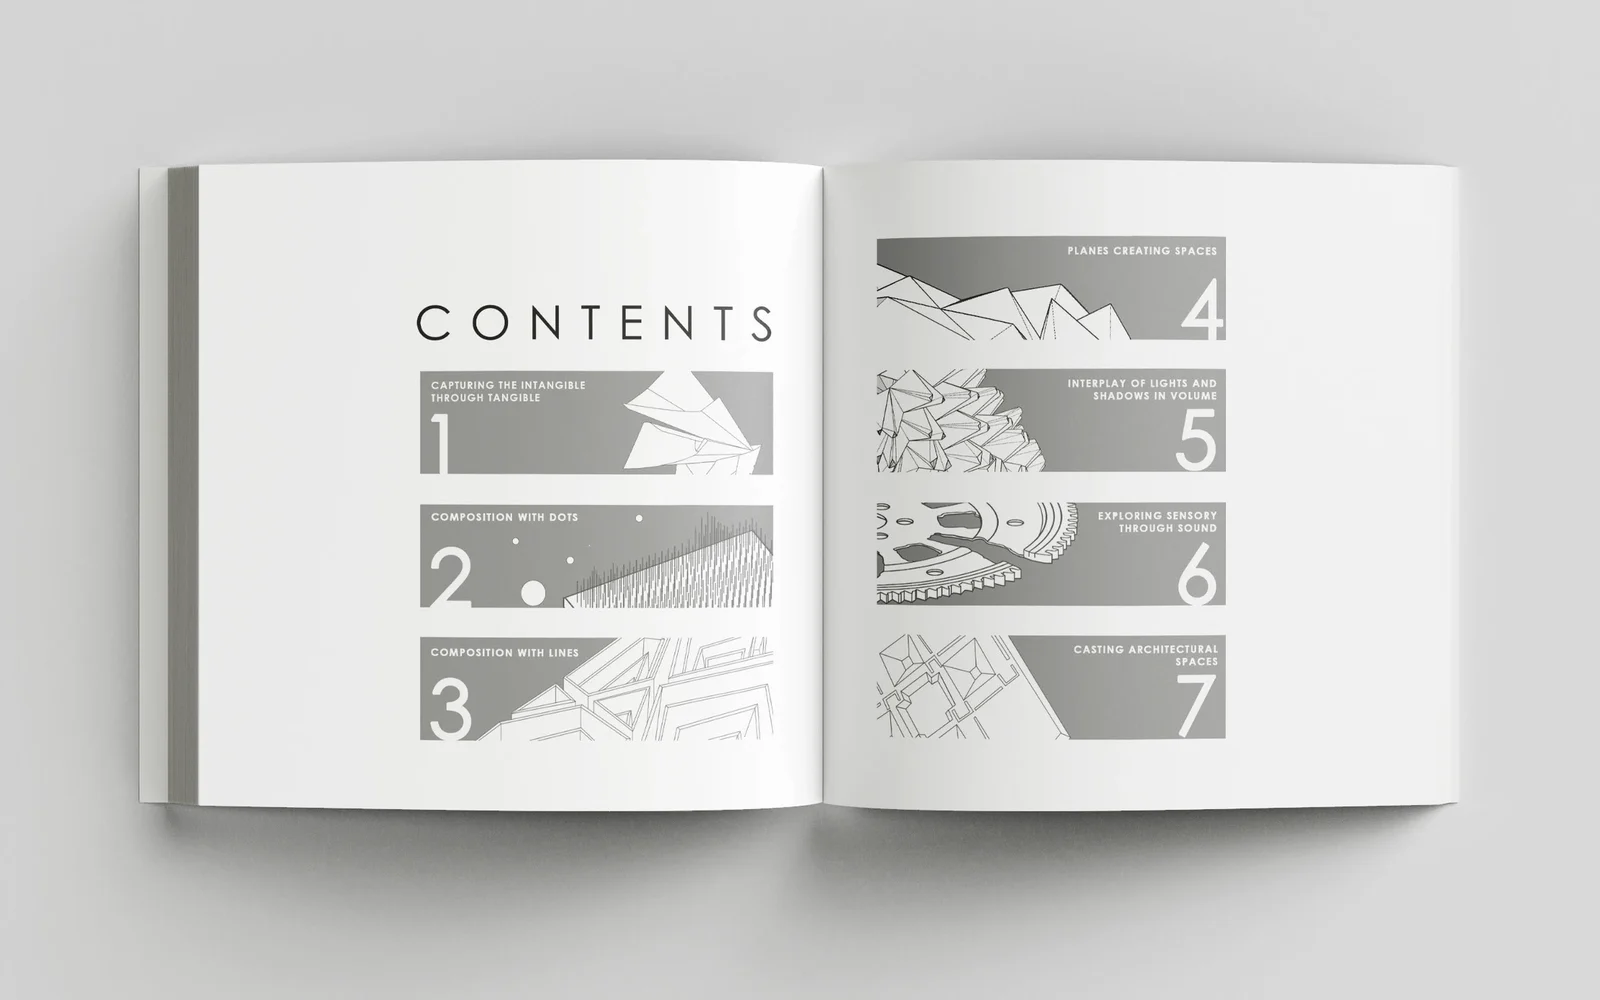 CONTENTS
CAPTURING THE INTANGIBLE
THROUGH TANGIBLE
1
COMPOSITION WITH DOTS
2
COMPOSITION WITH LINES
3
PLANES CREATING SPACES
4
INTERPLAY OF LIGHTS AND
SHADOWS IN VOLUME
5
EXPLORING SENSORY
THROUGH SOUND
6
CASTING ARCHITECTURAL
SPACES
7